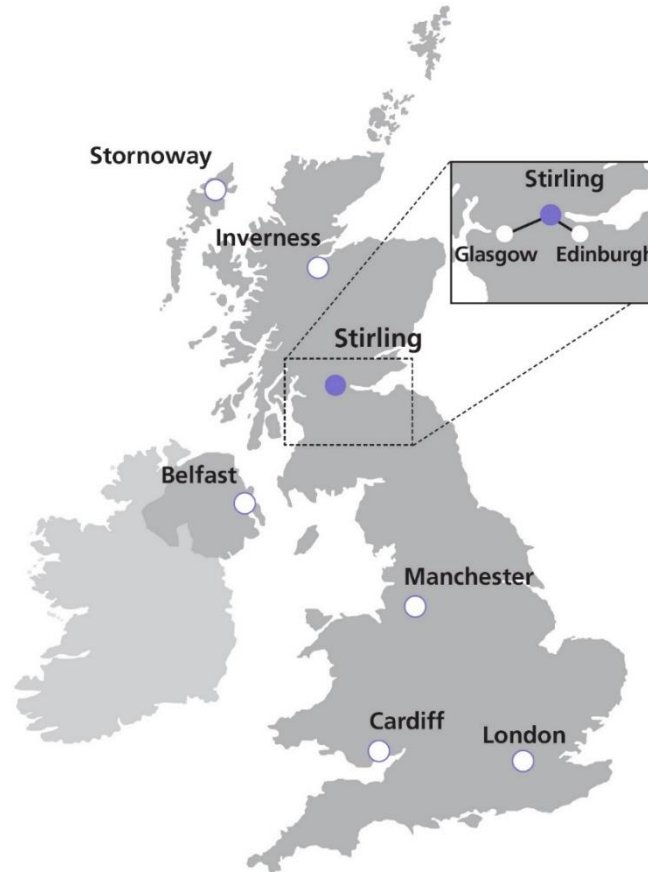 Stornoway
Stirling
Inverness
Glasgow
Edinburgh
Stirling
Belfast
Manchester
Cardiff
London